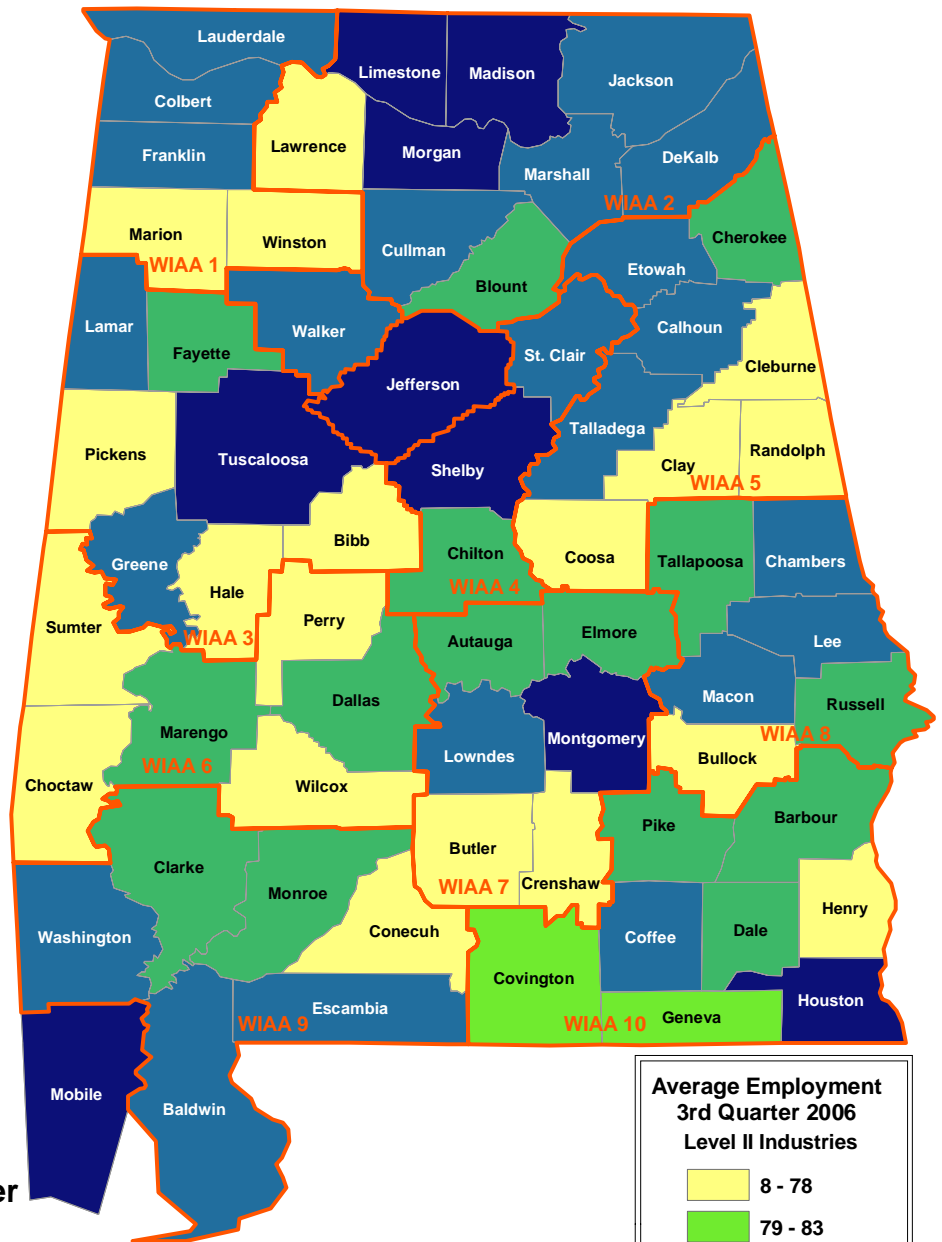 Lauderdale
Limestone
Madison
Jackson
Colbert
Franklin
Lawrence
Morgan
Marshall
DeKalb
WIAA 2
Marion
Winston
Cullman
Cherokee
WIAA 1
Etowah
Blount
Lamar
Fayette
Walker
St. Clair
Calhoun
Cleburne
Jefferson
Pickens
Tuscaloosa
Shelby
Talladega
Clay
Randolph
WIAA 5
Bibb
Chilton
Coosa
Tallapoosa
Chambers
Greene
Hale
WIAA 4
Sumter
WIAA 3
Perry
Autauga
Elmore
Lee
Macon
Russell
Dallas
Marengo
Montgomery
WIAA 8
Lowndes
Bullock
WIAA 6
Choctaw
Wilcox
Pike
Barbour
Clarke
Butler
Monroe
WIAA 7
Crenshaw
Henry
Washington
Conecuh
Coffee
Dale
Covington
Houston
Escambia
Geneva
WIAA 9
WIAA 10
Mobile
Baldwin
er
Average Employment
3rd Quarter 2006
Level II Industries
8 - 78
79 - 83